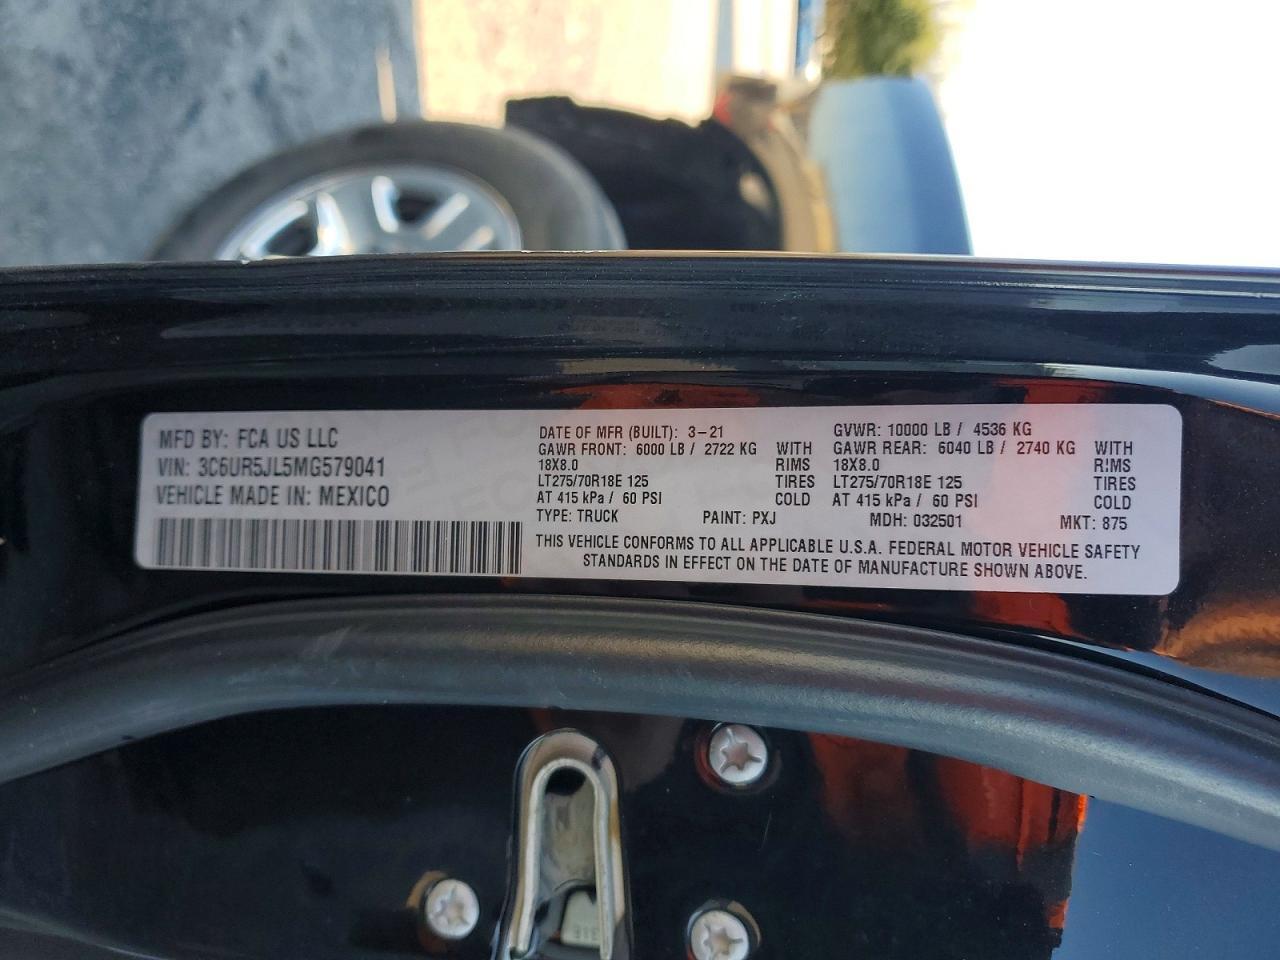 MFD BY: FCA US LLC
VIN: 3C6UR5JL5MG579041
VEHICLE MADE IN: MEXICO
DATE OF MFR (BUILT): 3-21
GVWR: 10000 LB / 4536 KG
GAWR FRONT: 6000 LB / 2722 KG WITH
GAWR REAR: 6040 LB / 2740 KG WITH
18X8.0 RIMS
18X8.0 RIMS
LT275/70R18E 125 TIRES
LT275/70R18E 125 TIRES
AT 415 kPa / 60 PSI COLD
AT 415 kPa / 60 PSI COLD
TYPE: TRUCK PAINT: PXJ MDH: 032501 MKT: 875
THIS VEHICLE CONFORMS TO ALL APPLICABLE U.S.A. FEDERAL MOTOR VEHICLE SAFETY
STANDARDS IN EFFECT ON THE DATE OF MANUFACTURE SHOWN ABOVE.